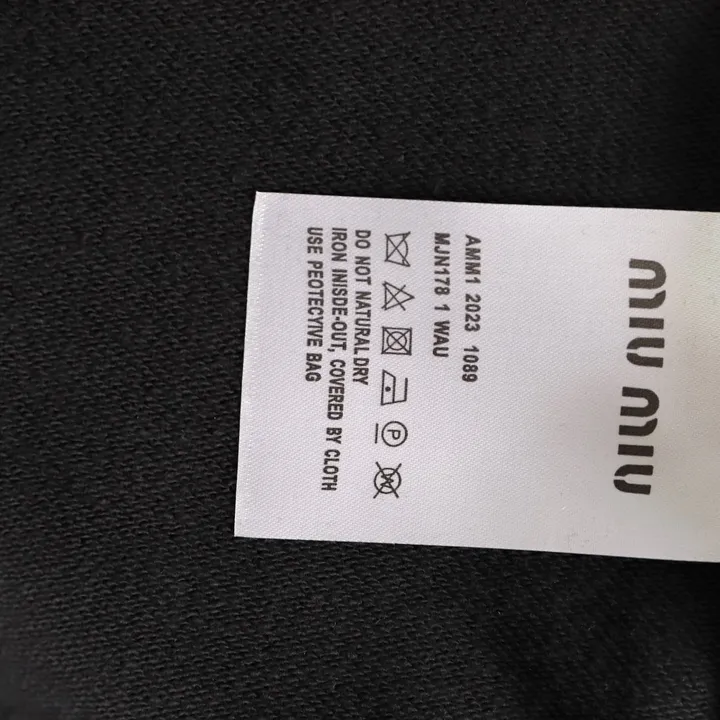 MIU MIU
AMM1 2023 1089
MJN178 1 WAU
P
W
DO NOT NATURAL DRY
IRON INISDE-OUT, COVERED BY CLOTH
USE PEOTECYIVE BAG